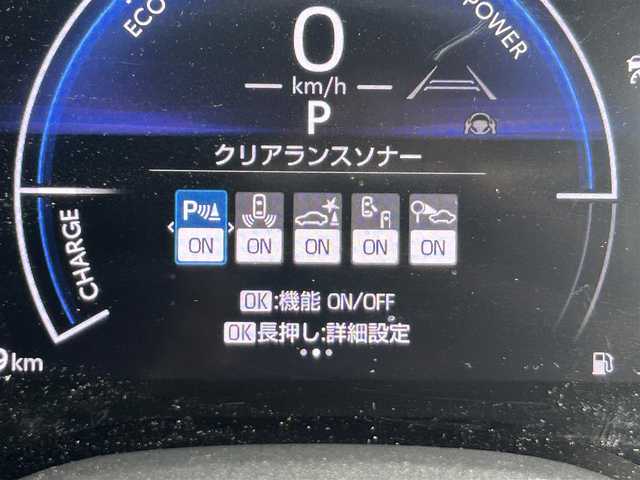 ECO
POWER
0
km/h
P
クリアランスソナー
P
ON ON ON ON ON
OK:機能 ON/OFF
OK長押し:詳細設定
CHARGE
9km